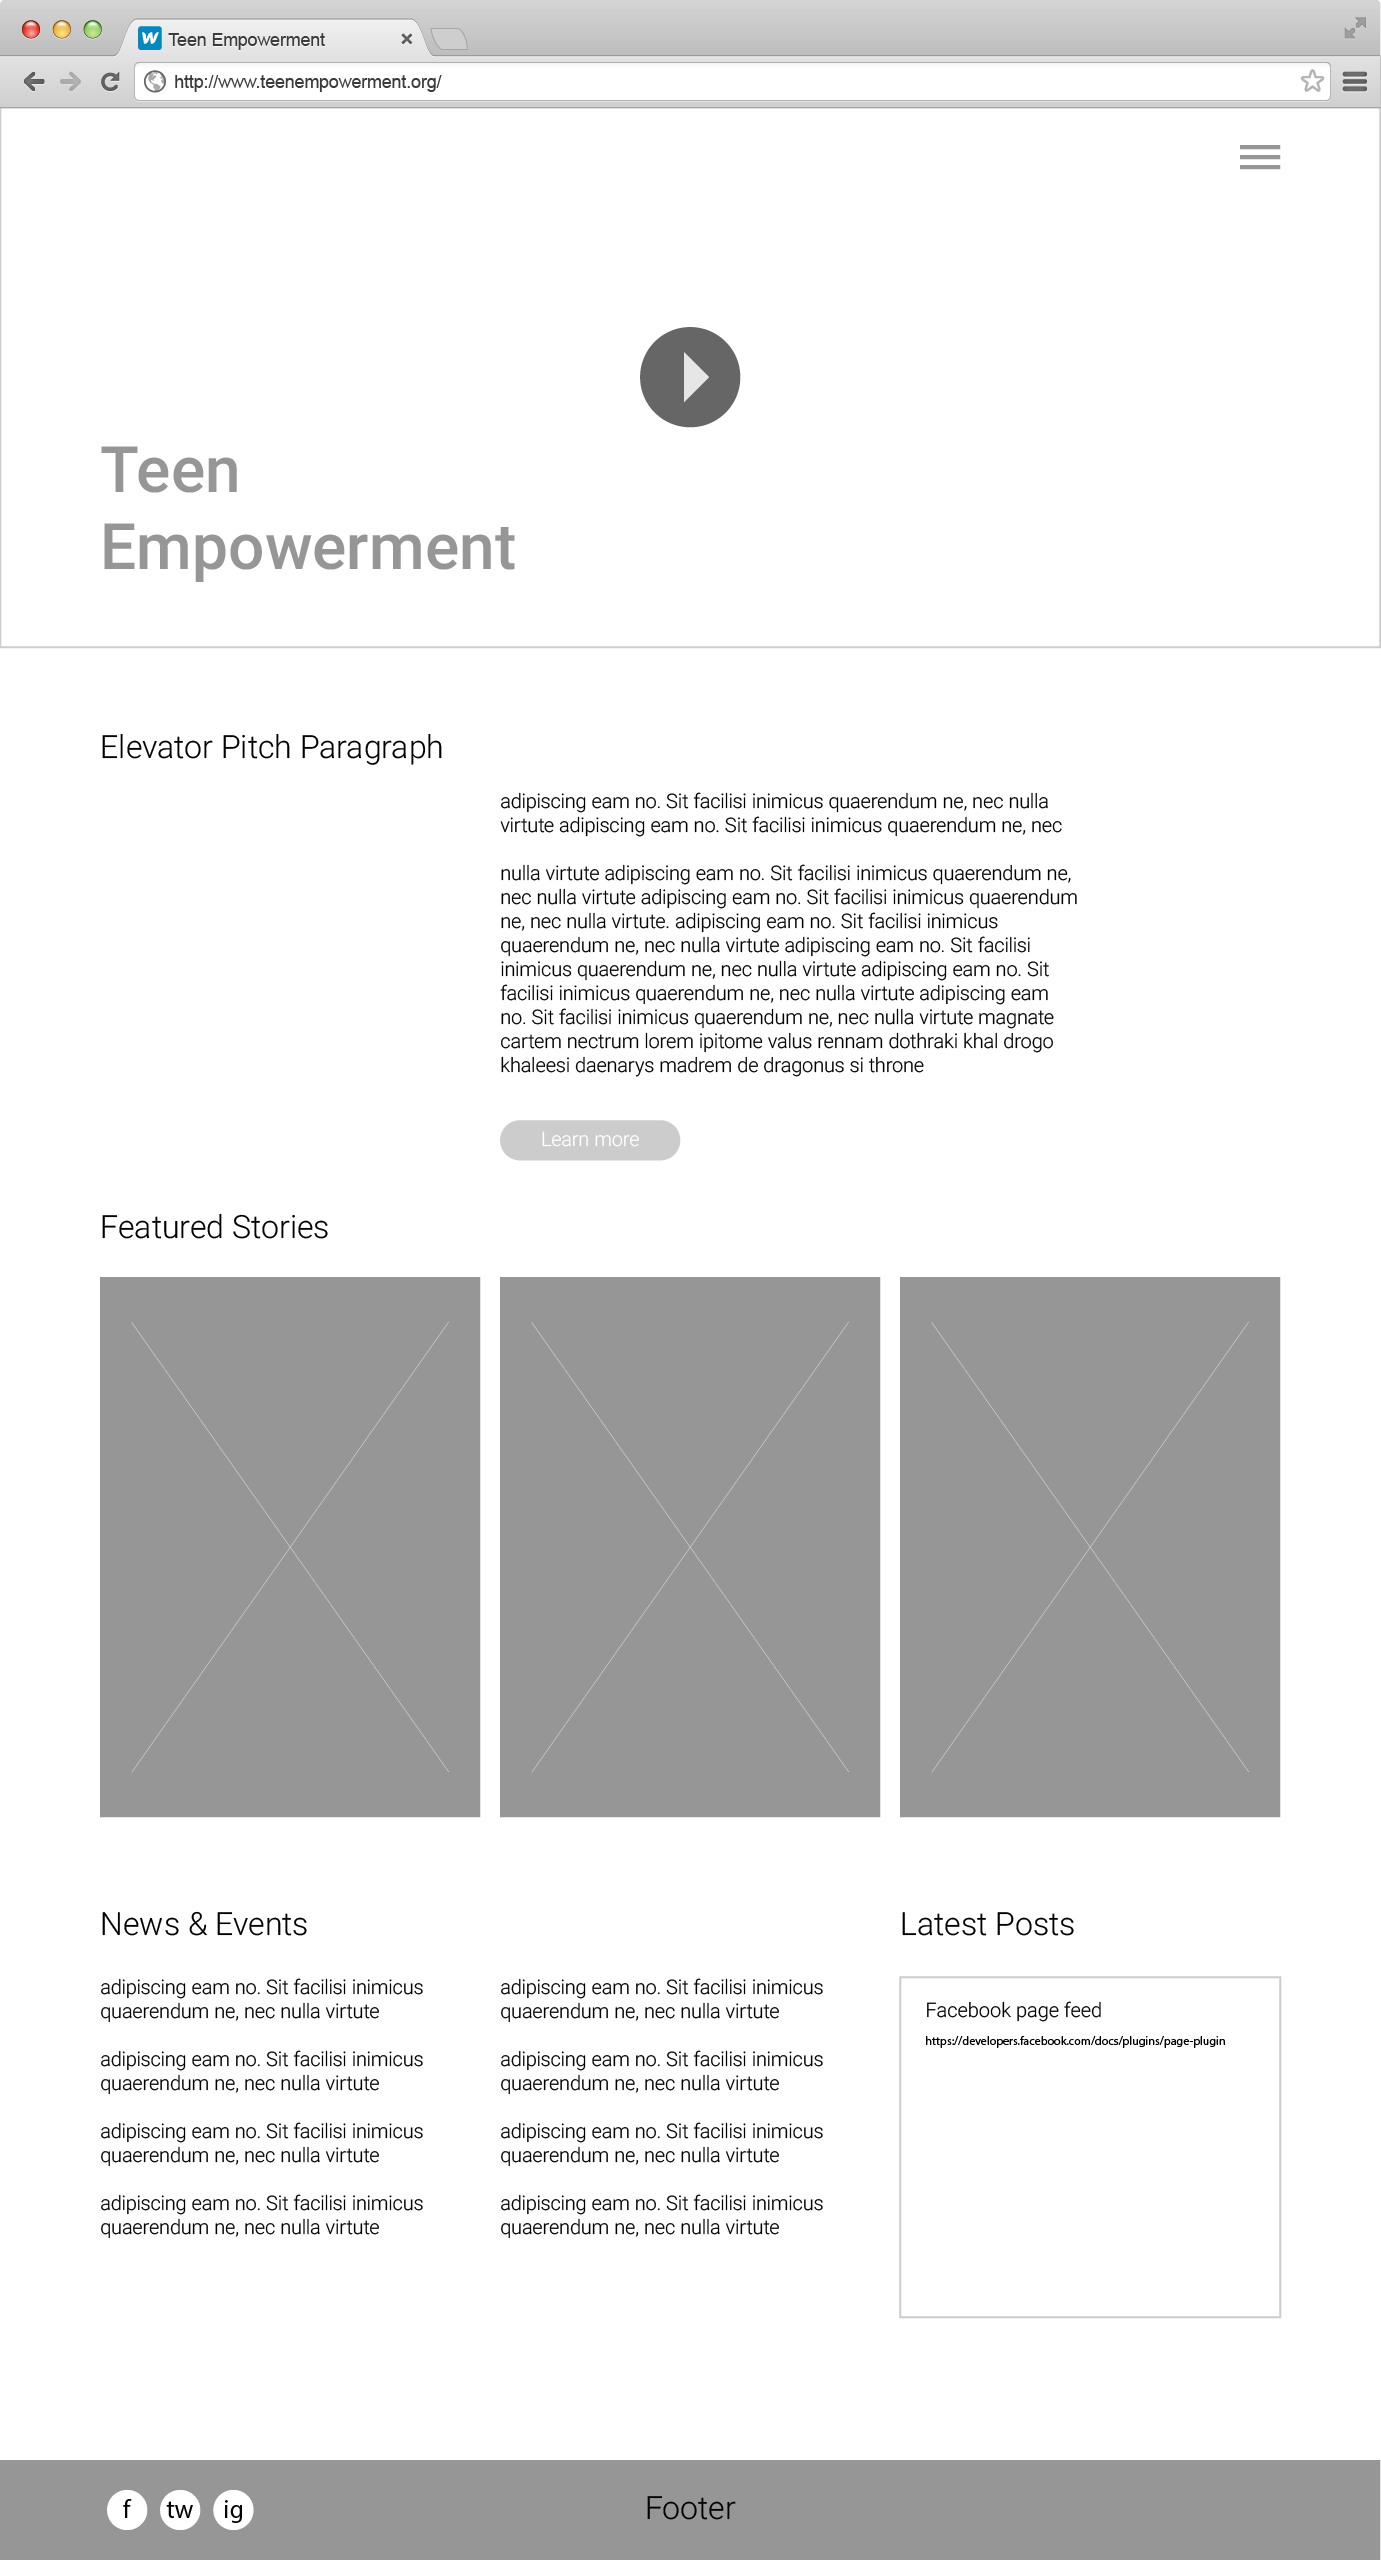 Teen Empowerment
http://www.teenempowerment.org/
Teen
Empowerment
Elevator Pitch Paragraph
adipiscing eam no. Sit facilisi inimicus quaerendum ne, nec nulla
virtute adipiscing eam no. Sit facilisi inimicus quaerendum ne, nec
nulla virtute adipiscing eam no. Sit facilisi inimicus quaerendum ne,
nec nulla virtute adipiscing eam no. Sit facilisi inimicus quaerendum
ne, nec nulla virtute. adipiscing eam no. Sit facilisi inimicus
quaerendum ne, nec nulla virtute adipiscing eam no. Sit facilisi
inimicus quaerendum ne, nec nulla virtute adipiscing eam no. Sit
facilisi inimicus quaerendum ne, nec nulla virtute adipiscing eam
no. Sit facilisi inimicus quaerendum ne, nec nulla virtute magnate
cartem nectrum lorem ipitome valus rennam dothraki khal drogo
khaleesi daenarys madrem de dragonus si throne
Learn more
Featured Stories
News & Events
adipiscing eam no. Sit facilisi inimicus
quaerendum ne, nec nulla virtute
adipiscing eam no. Sit facilisi inimicus
quaerendum ne, nec nulla virtute
adipiscing eam no. Sit facilisi inimicus
quaerendum ne, nec nulla virtute
adipiscing eam no. Sit facilisi inimicus
quaerendum ne, nec nulla virtute
adipiscing eam no. Sit facilisi inimicus
quaerendum ne, nec nulla virtute
adipiscing eam no. Sit facilisi inimicus
quaerendum ne, nec nulla virtute
adipiscing eam no. Sit facilisi inimicus
quaerendum ne, nec nulla virtute
adipiscing eam no. Sit facilisi inimicus
quaerendum ne, nec nulla virtute
Latest Posts
Facebook page feed
https://developers.facebook.com/docs/plugins/page-plugin
f tw ig
Footer